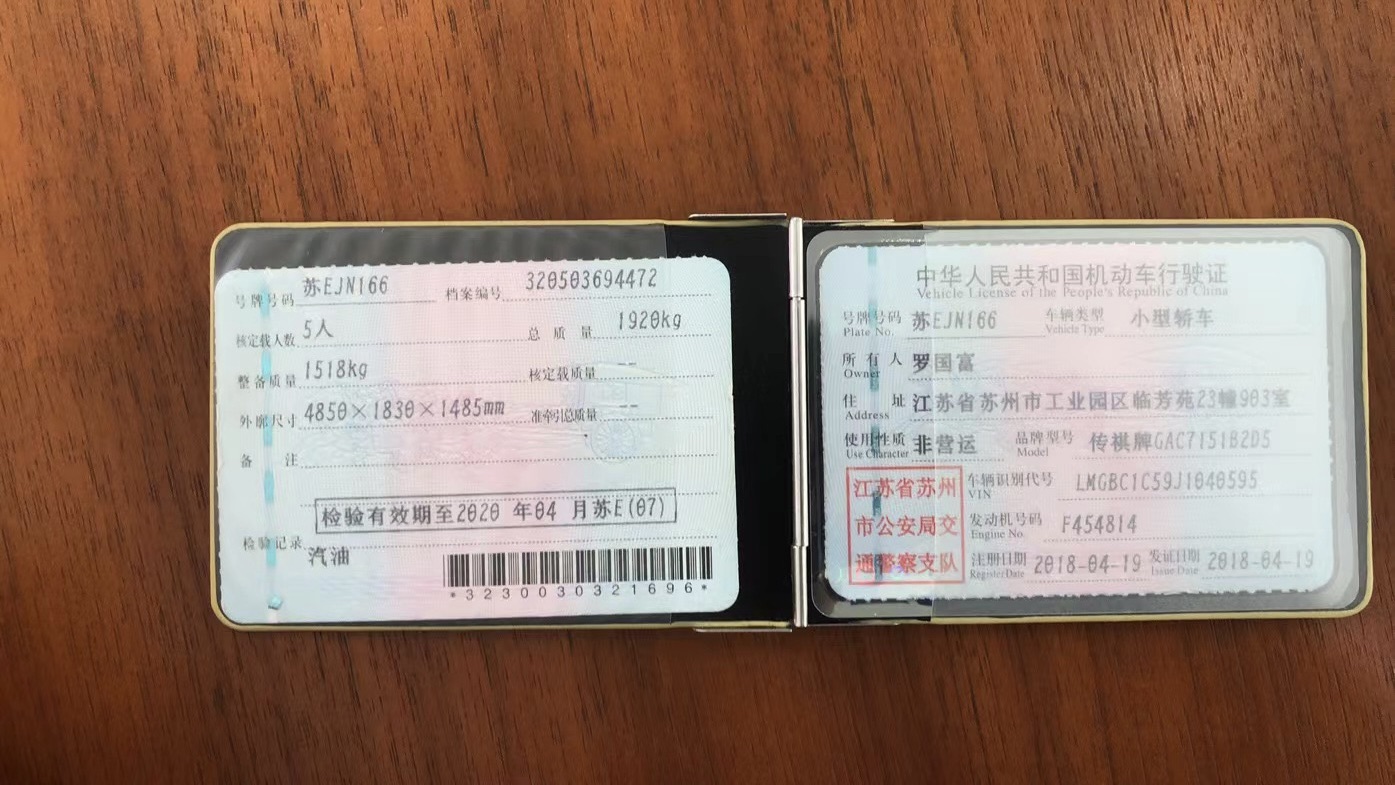 号牌号码 苏EJN166 档案编号 320503694472
核定载人数 5人 总质量 1920kg
整备质量 1518kg 核定载质量 --
外廓尺寸 4850×1830×1485mm 准牵引总质量 --
备注
检验有效期至2020 年04 月苏E(07)
检验记录 汽油
*3230030321696*
中华人民共和国机动车行驶证
Vehicle License of the People's Republic of China
号牌号码 苏EJN166 车辆类型 小型轿车
Plate No. Vehicle Type
所有人 罗国富
Owner
住址 江苏省苏州市工业园区临芳苑23幢903室
Address
使用性质 非营运 品牌型号 传祺牌GAC7151B2D5
Use Character Model
江苏省苏州
市公安局交
通警察支队
车辆识别代号 LMGBC1C59J1040595
VIN
发动机号码 F454814
Engine No.
注册日期 2018-04-19 发证日期 2018-04-19
Register Date Issue Date